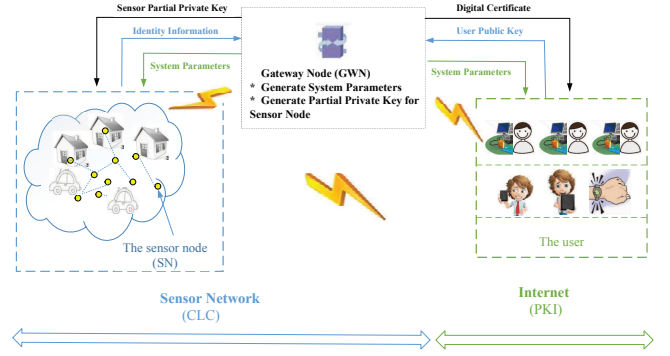 Sensor Partial Private Key
Digital Certificate
Identity Information
User Public Key
System Parameters
System Parameters
Gateway Node (GWN)
* Generate System Parameters
* Generate Partial Private Key for
Sensor Node
The sensor node
(SN)
The user
Sensor Network
(CLC)
Internet
(PKI)